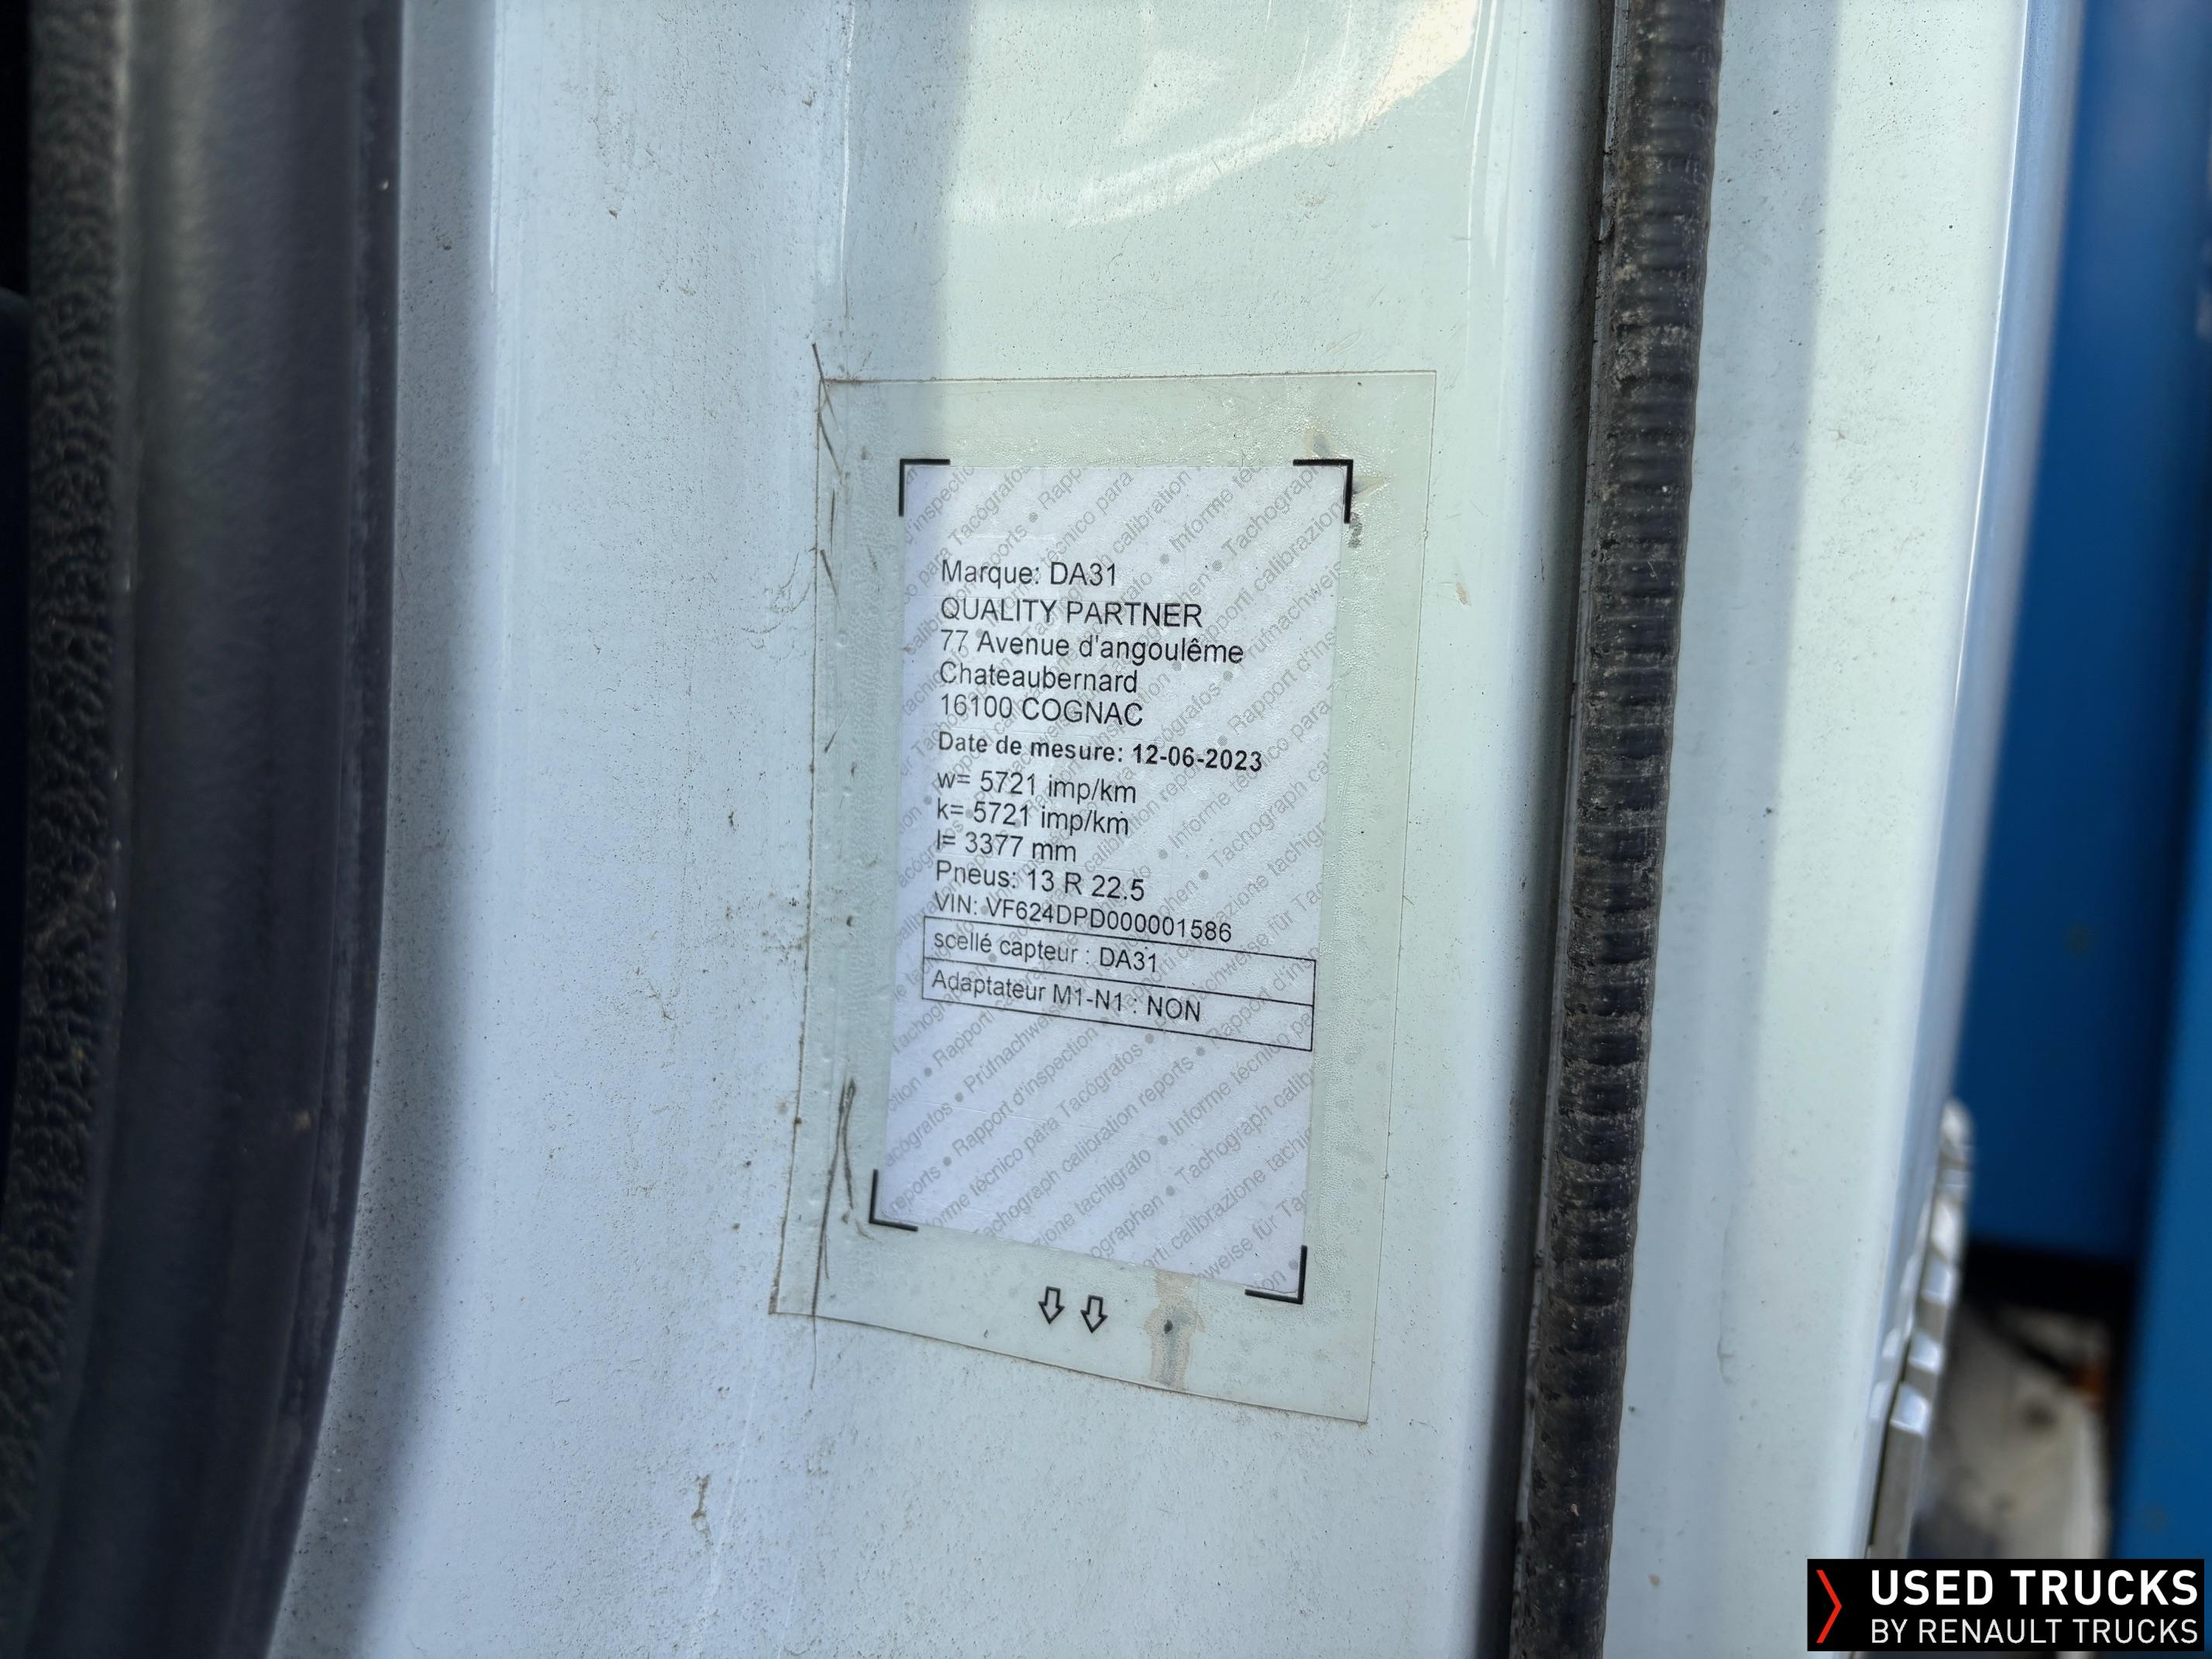 Marque: DA31
QUALITY PARTNER
77 Avenue d'angoulême
Chateaubernard
16100 COGNAC
Date de mesure: 12-06-2023
w= 5721 imp/km
k= 5721 imp/km
l= 3377 mm
Pneus: 13 R 22.5
VIN: VF624DPD000001586
scellé capteur : DA31
Adaptateur M1-N1 : NON
USED TRUCKS
BY RENAULT TRUCKS